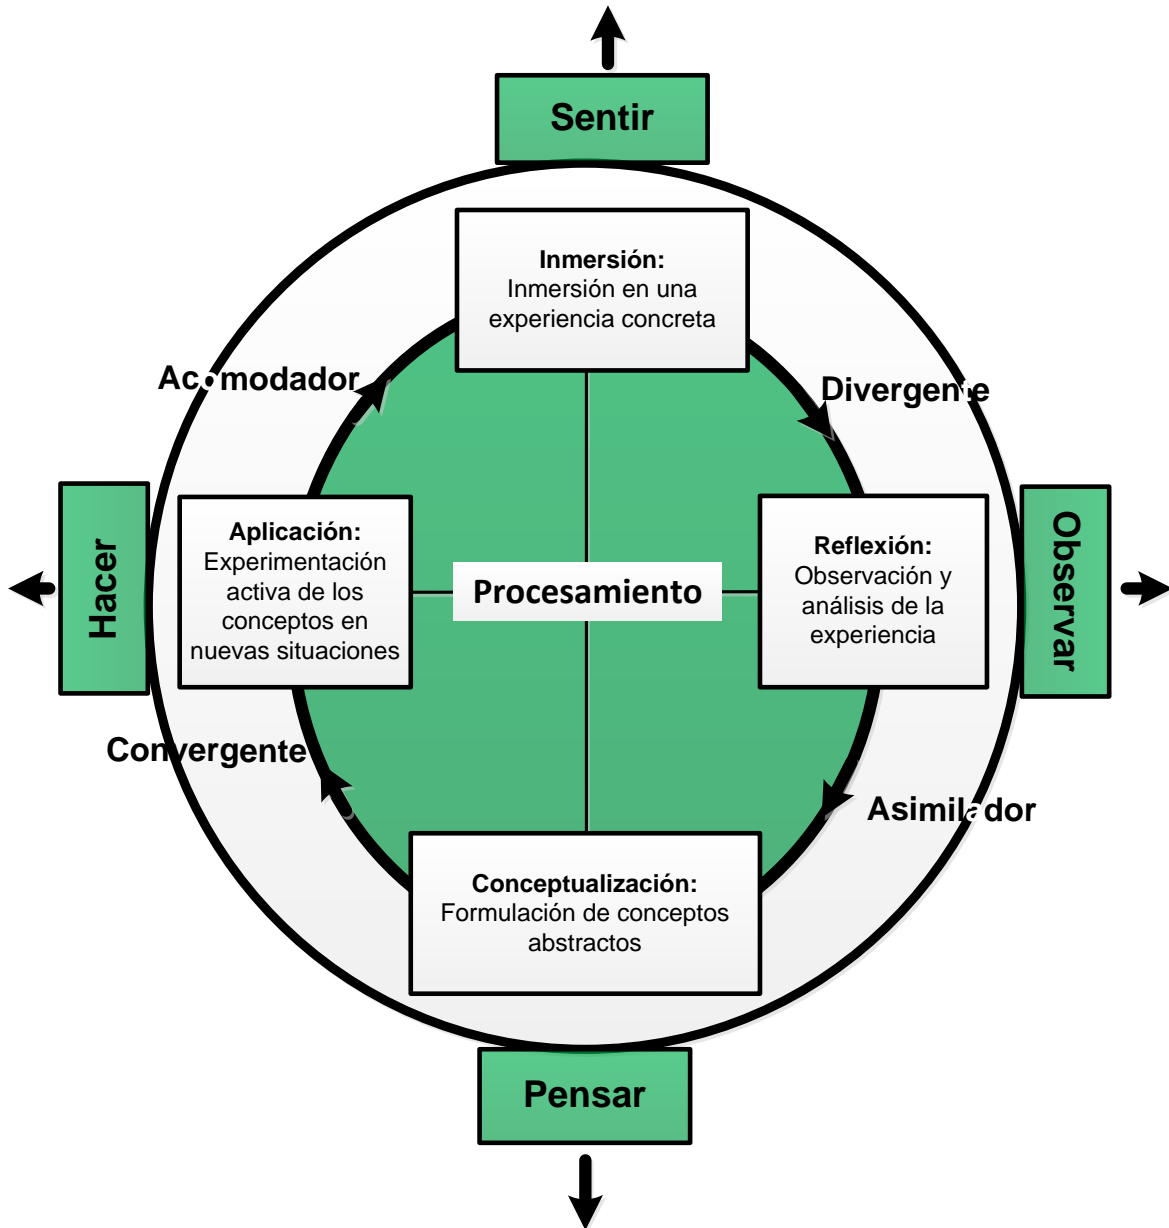 Sentir
Inmersión:
Inmersión en una
experiencia concreta
Acomodador
Divergente
Hacer
Aplicación:
Experimentación
activa de los
conceptos en
nuevas situaciones
Procesamiento
Reflexión:
Observación y
análisis de la
experiencia
Observar
Convergente
Asimilador
Conceptualización:
Formulación de conceptos
abstractos
Pensar